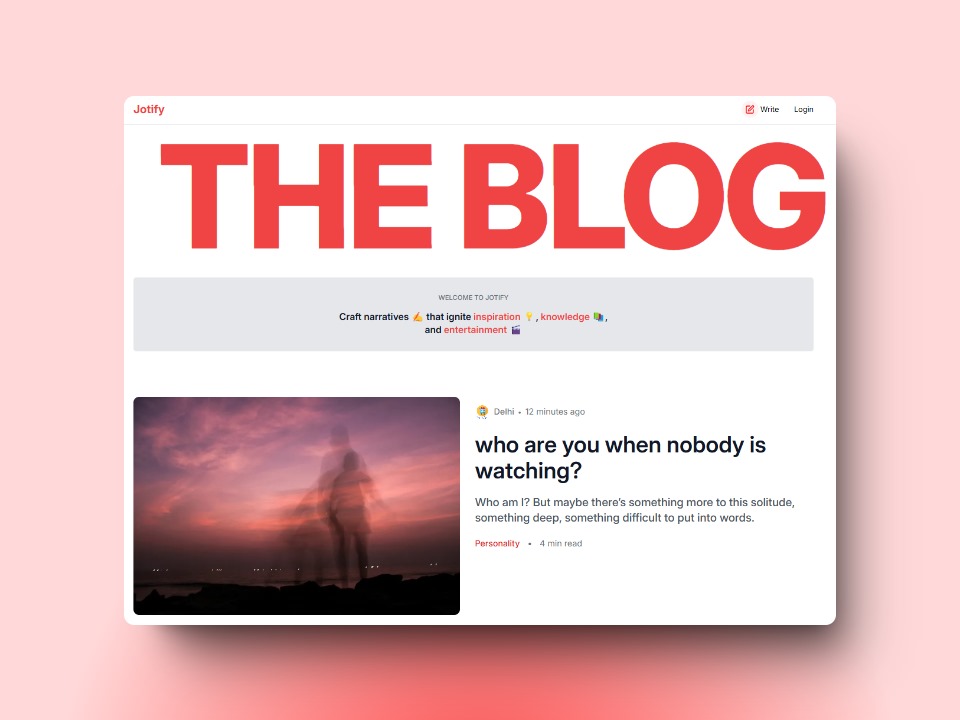 Jotify
Write Login
THE BLOG
WELCOME TO JOTIFY
Craft narratives ✍️ that ignite inspiration 💡, knowledge 📚,
and entertainment 🎬
Delhi • 12 minutes ago
who are you when nobody is
watching?
Who am I? But maybe there's something more to this solitude,
something deep, something difficult to put into words.
Personality • 4 min read